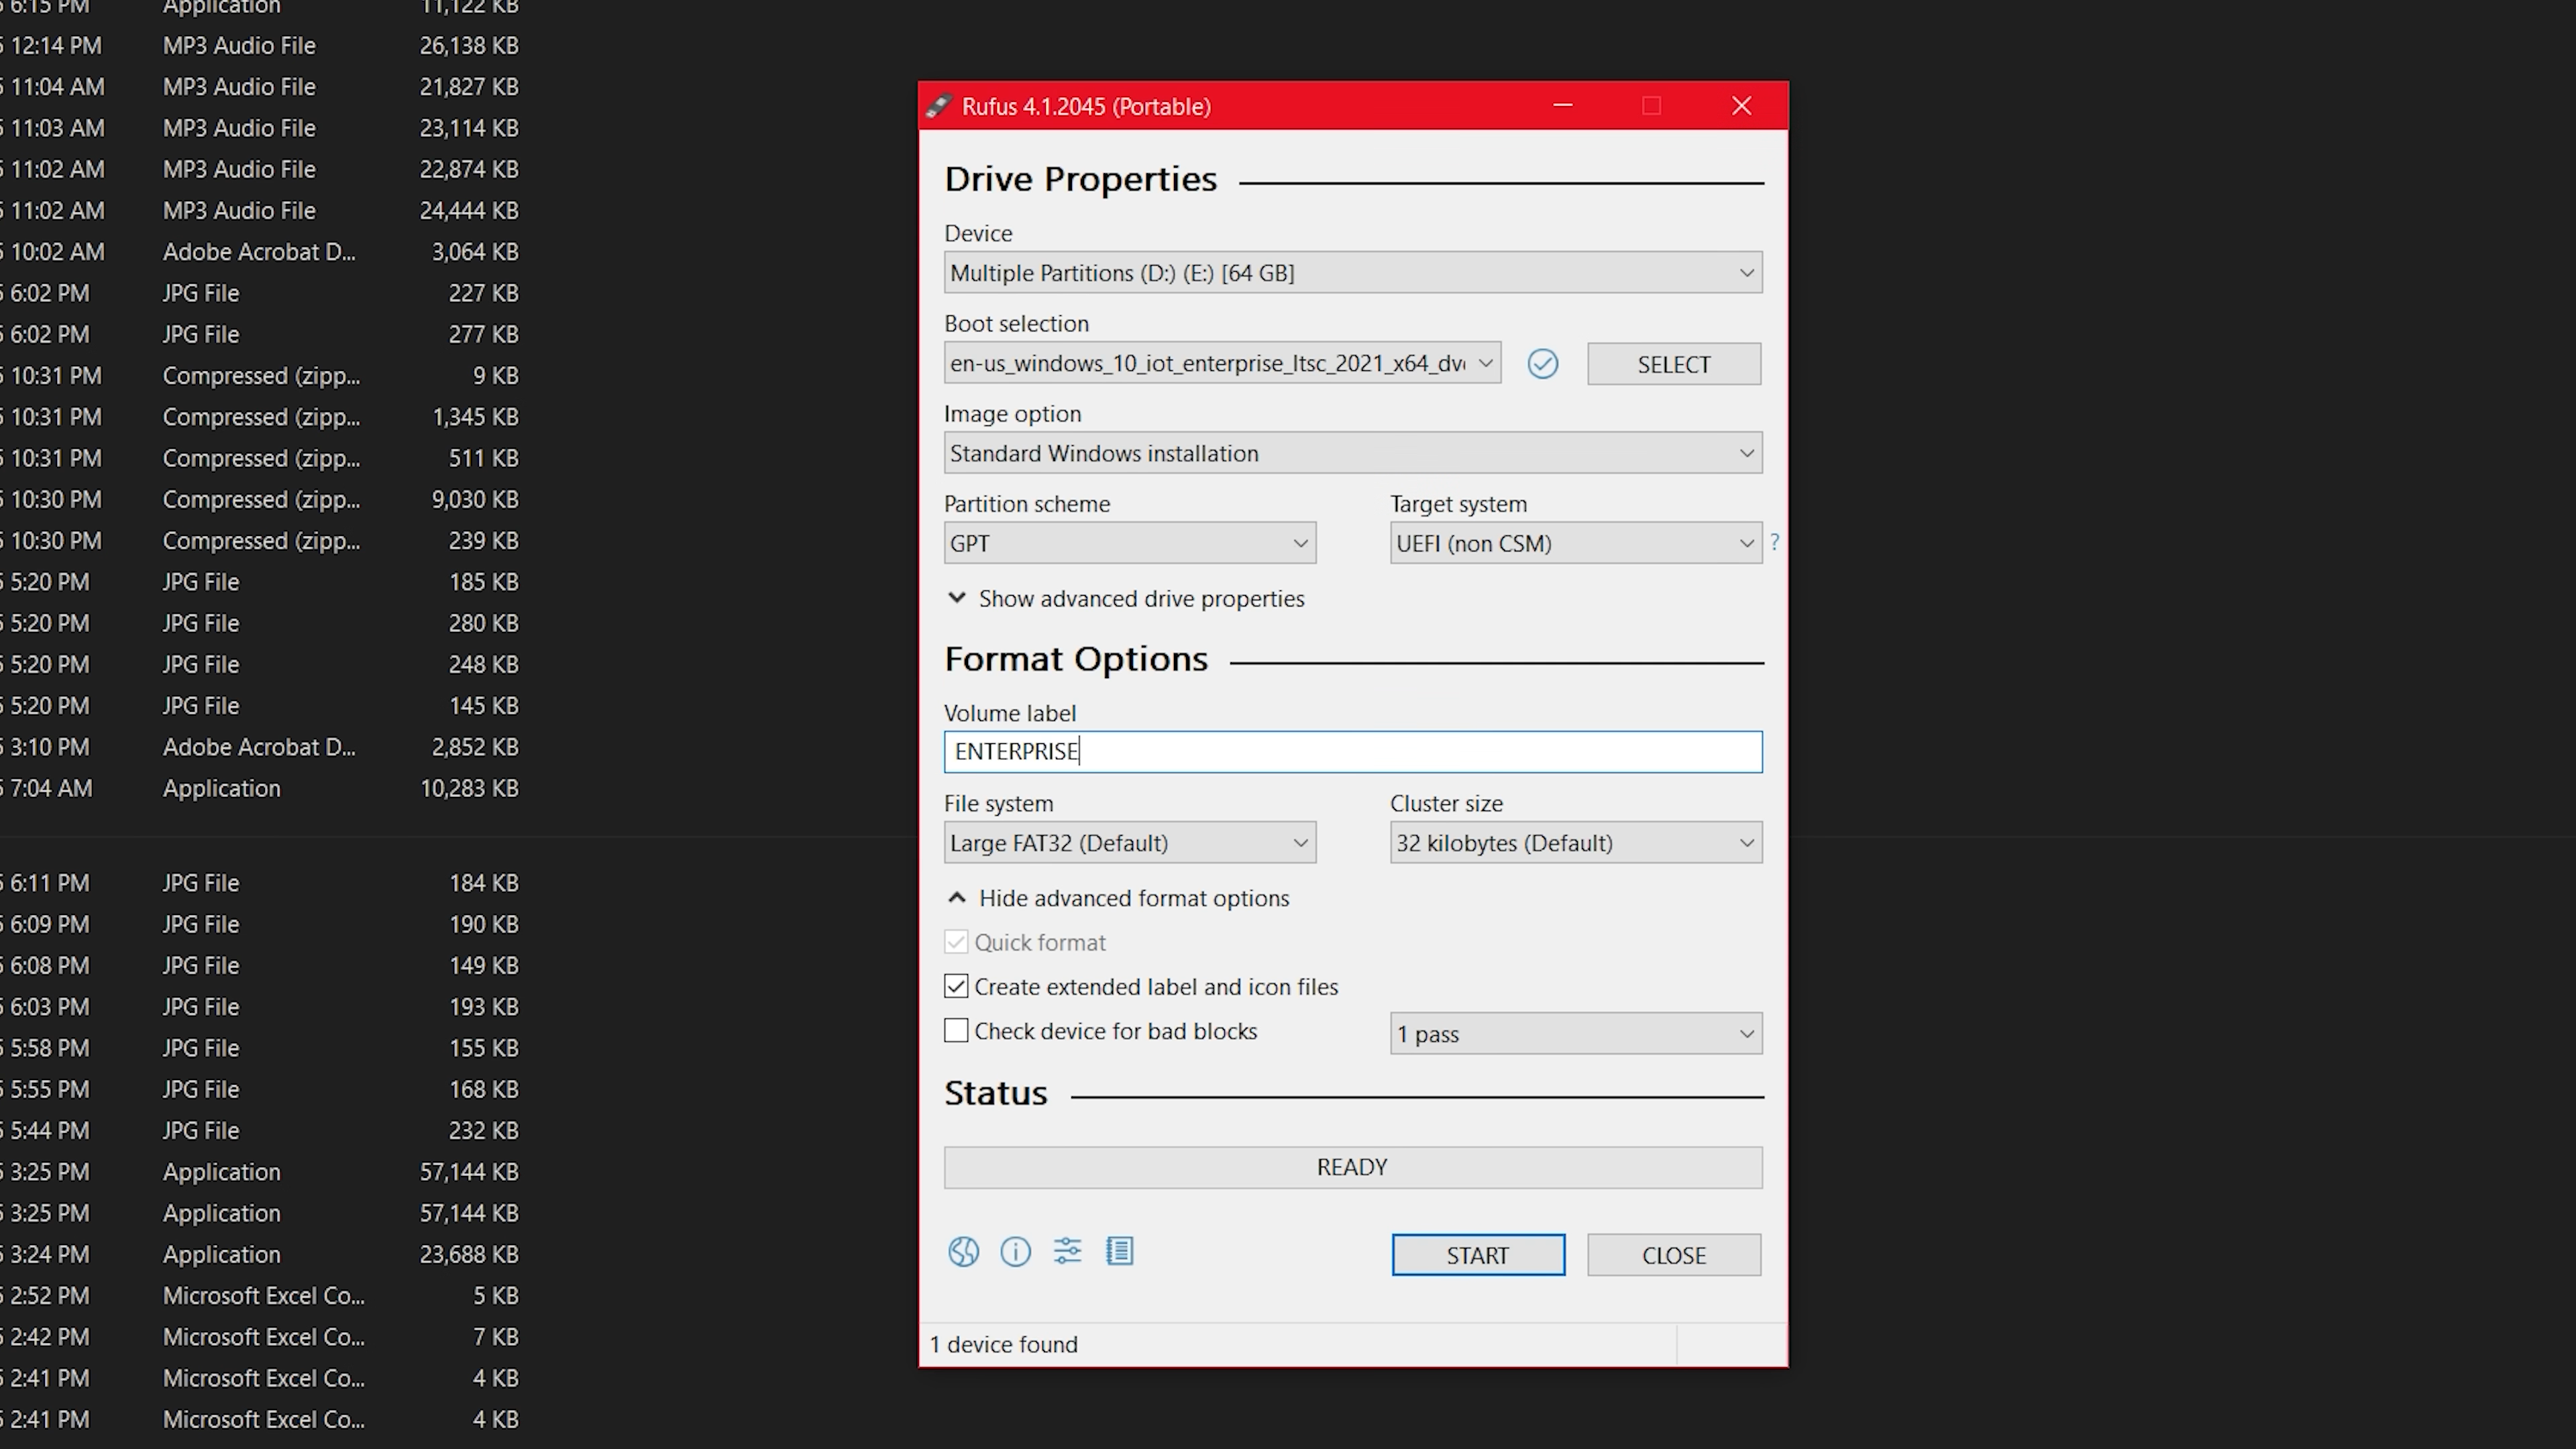 6:15 PM Application 11,122 KB
12:14 PM MP3 Audio File 26,138 KB
11:04 AM MP3 Audio File 21,827 KB
11:03 AM MP3 Audio File 23,114 KB
11:02 AM MP3 Audio File 22,874 KB
11:02 AM MP3 Audio File 24,444 KB
10:02 AM Adobe Acrobat D... 3,064 KB
6:02 PM JPG File 227 KB
6:02 PM JPG File 277 KB
10:31 PM Compressed (zipp... 9 KB
10:31 PM Compressed (zipp... 1,345 KB
10:31 PM Compressed (zipp... 511 KB
10:30 PM Compressed (zipp... 9,030 KB
10:30 PM Compressed (zipp... 239 KB
5:20 PM JPG File 185 KB
5:20 PM JPG File 280 KB
5:20 PM JPG File 248 KB
5:20 PM JPG File 145 KB
3:10 PM Adobe Acrobat D... 2,852 KB
7:04 AM Application 10,283 KB
6:11 PM JPG File 184 KB
6:09 PM JPG File 190 KB
6:08 PM JPG File 149 KB
6:03 PM JPG File 193 KB
5:58 PM JPG File 155 KB
5:55 PM JPG File 168 KB
5:44 PM JPG File 232 KB
3:25 PM Application 57,144 KB
3:25 PM Application 57,144 KB
3:24 PM Application 23,688 KB
2:52 PM Microsoft Excel Co... 5 KB
2:42 PM Microsoft Excel Co... 7 KB
2:41 PM Microsoft Excel Co... 4 KB
2:41 PM Microsoft Excel Co... 4 KB
Rufus 4.1.2045 (Portable)
Drive Properties
Device
Multiple Partitions (D:) (E:) [64 GB]
Boot selection
en-us_windows_10_iot_enterprise_ltsc_2021_x64_dv
SELECT
Image option
Standard Windows installation
Partition scheme Target system
GPT UEFI (non CSM) ?
Show advanced drive properties
Format Options
Volume label
ENTERPRISE
File system Cluster size
Large FAT32 (Default) 32 kilobytes (Default)
Hide advanced format options
Quick format
Create extended label and icon files
Check device for bad blocks 1 pass
Status
READY
START CLOSE
1 device found